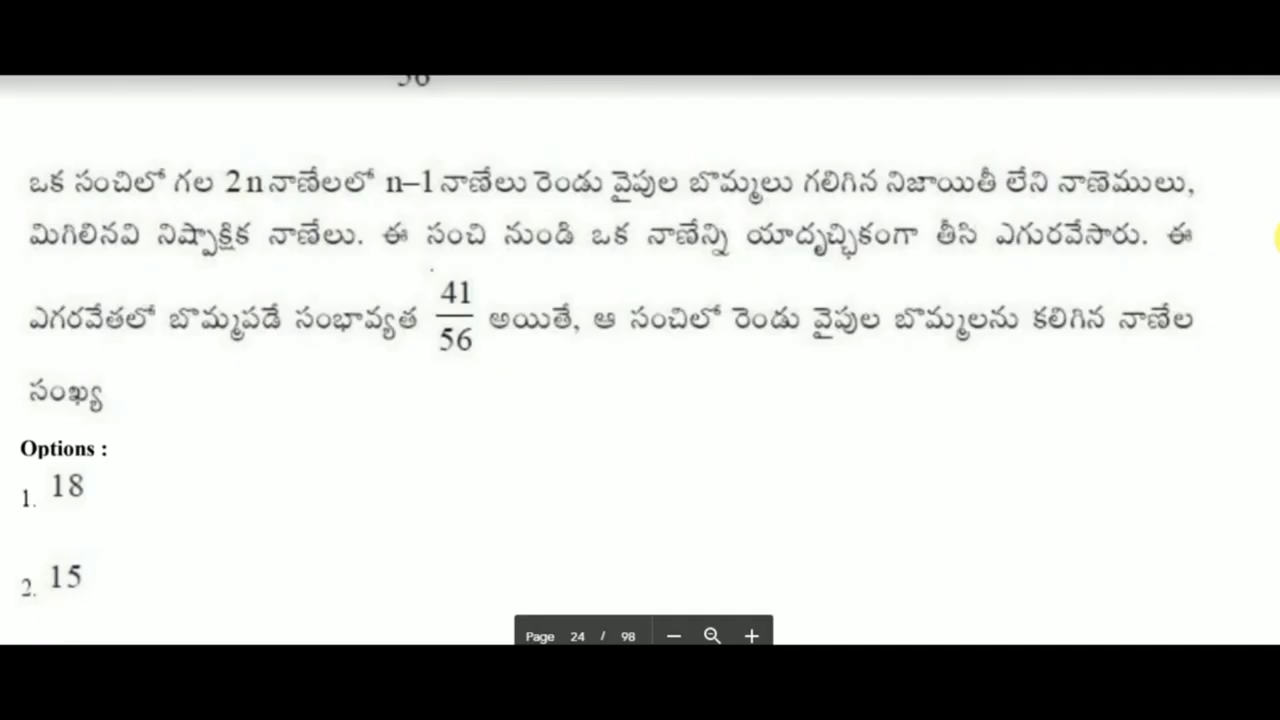 56
ఒక సంచిలో గల 2n నాణేలలో n–1 నాణేలు రెండు వైపుల బొమ్మలు గలిగిన నిజాయితీ లేని నాణెములు,
మిగిలినవి నిష్పాక్షిక నాణేలు. ఈ సంచి నుండి ఒక నాణేన్ని యాదృచ్ఛికంగా తీసి ఎగురవేసారు. ఈ
ఎగరవేతలో బొమ్మపడే సంభావ్యత 41/56 అయితే, ఆ సంచిలో రెండు వైపుల బొమ్మలను కలిగిన నాణేల
సంఖ్య
Options :
1. 18
2. 15
Page 24 / 98